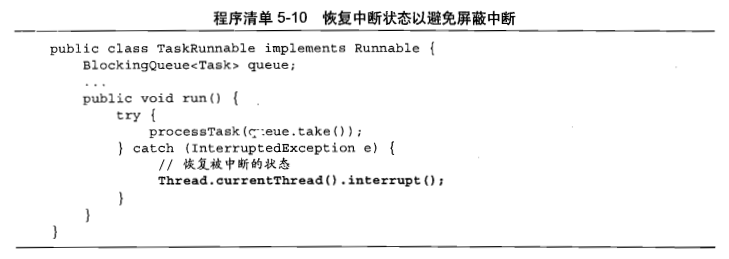 程序清单 5-10 恢复中断状态以避免屏蔽中断
public class TaskRunnable implements Runnable {
BlockingQueue<Task> queue;
...
public void run() {
try {
processTask(queue.take());
} catch (InterruptedException e) {
// 恢复被中断的状态
Thread.currentThread().interrupt();
}
}
}